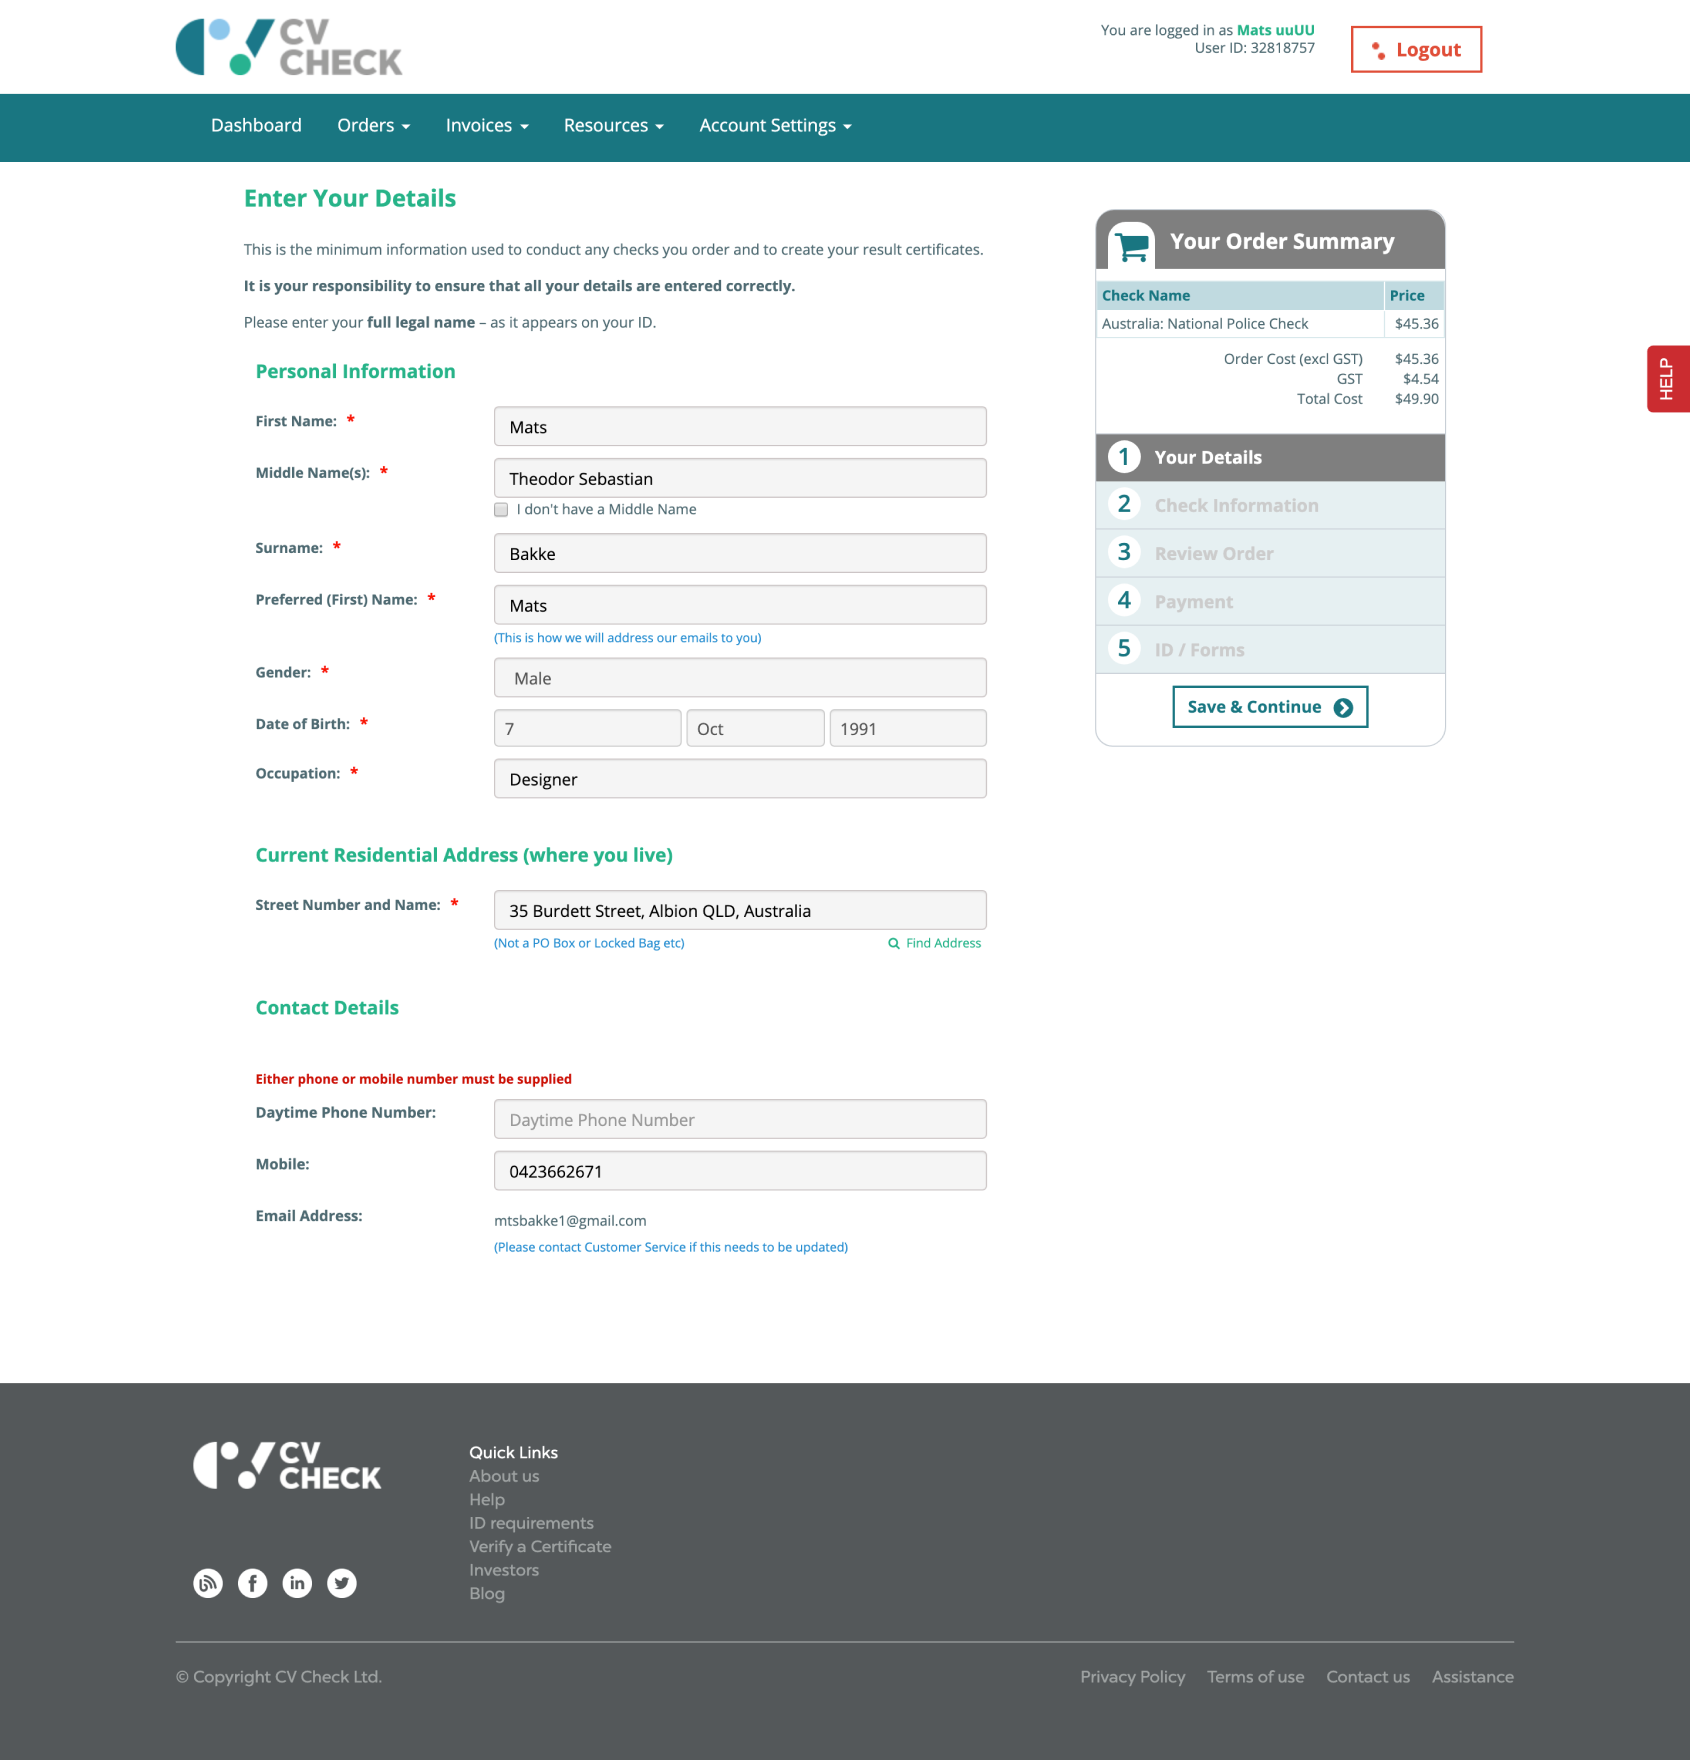 CV
CHECK
You are logged in as Mats uuUU
User ID: 32818757
Logout
Dashboard
Orders
Invoices
Resources
Account Settings
Enter Your Details
This is the minimum information used to conduct any checks you order and to create your result certificates.
It is your responsibility to ensure that all your details are entered correctly.
Please enter your full legal name – as it appears on your ID.
Personal Information
First Name: *
Mats
Middle Name(s): *
Theodor Sebastian
I don't have a Middle Name
Surname: *
Bakke
Preferred (First) Name: *
Mats
(This is how we will address our emails to you)
Gender: *
Male
Date of Birth: *
7
Oct
1991
Occupation: *
Designer
Current Residential Address (where you live)
Street Number and Name: *
35 Burdett Street, Albion QLD, Australia
(Not a PO Box or Locked Bag etc)
Find Address
Contact Details
Either phone or mobile number must be supplied
Daytime Phone Number:
Daytime Phone Number
Mobile:
0423662671
Email Address:
mtsbakke1@gmail.com
(Please contact Customer Service if this needs to be updated)
Your Order Summary
Check Name Price
Australia: National Police Check $45.36
Order Cost (excl GST) $45.36
GST $4.54
Total Cost $49.90
1 Your Details
2 Check Information
3 Review Order
4 Payment
5 ID / Forms
Save & Continue
HELP
CV
CHECK
Quick Links
About us
Help
ID requirements
Verify a Certificate
Investors
Blog
© Copyright CV Check Ltd.
Privacy Policy
Terms of use
Contact us
Assistance